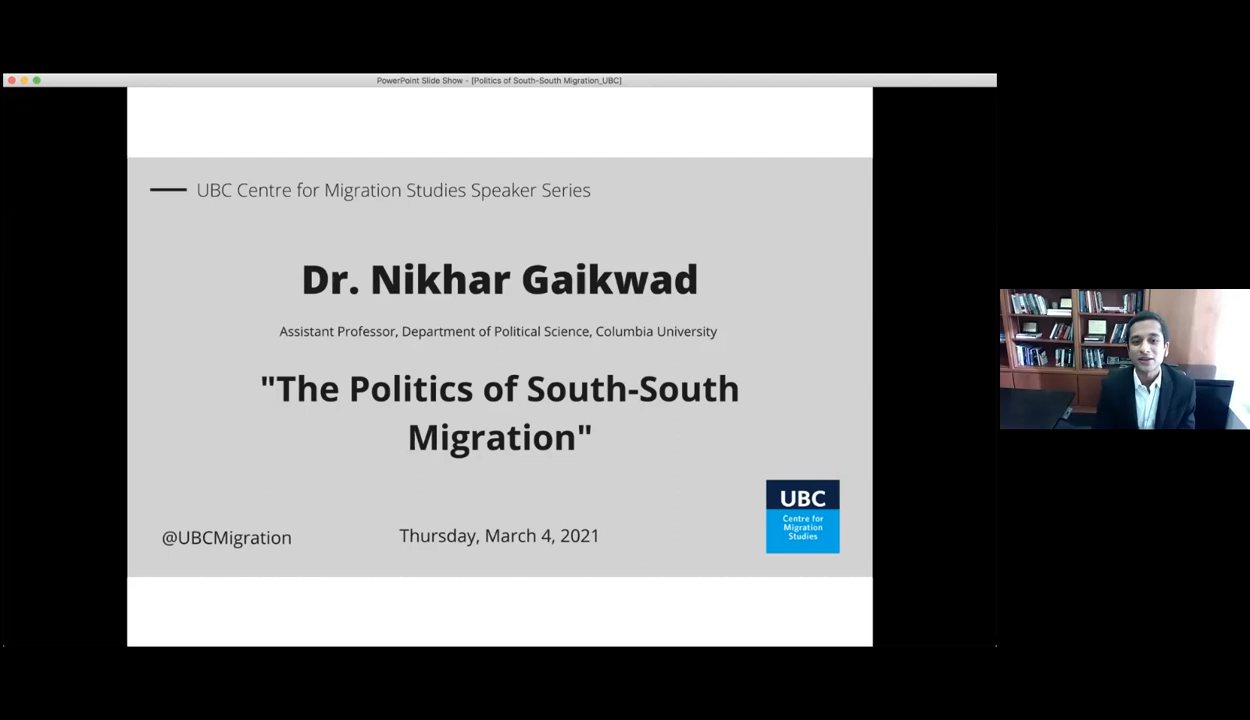 PowerPoint Slide Show - [Politics of South-South Migration_UBC]
UBC Centre for Migration Studies Speaker Series
Dr. Nikhar Gaikwad
Assistant Professor, Department of Political Science, Columbia University
"The Politics of South-South
Migration"
@UBCMigration
Thursday, March 4, 2021
UBC
Centre for
Migration
Studies